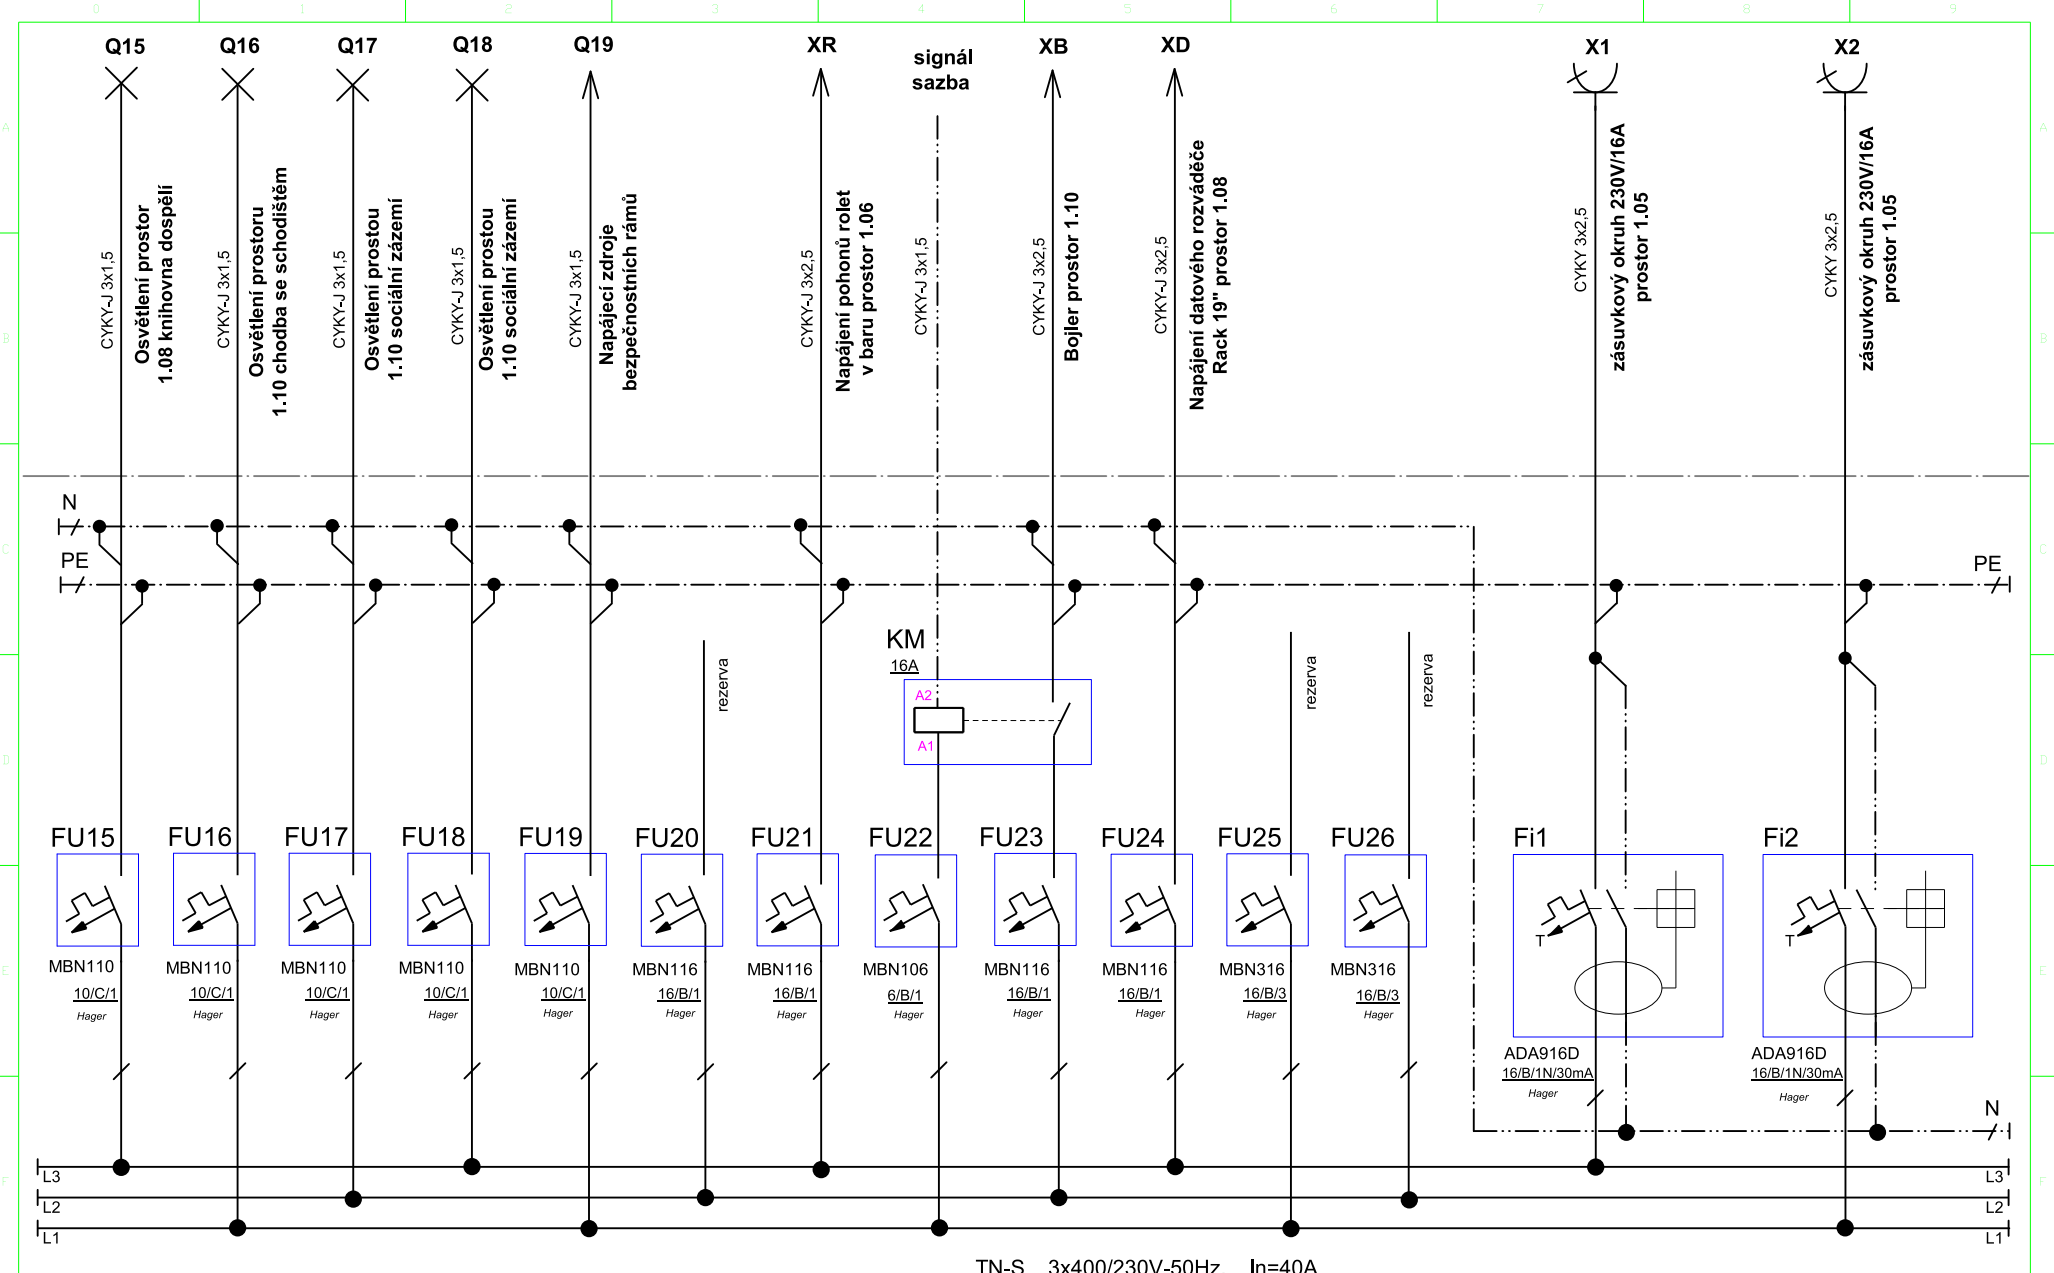 0 1 2 3 4 5 6 7 8 9
Q15 Q16 Q17 Q18 Q19 XR signál XB XD X1 X2
sazba
A A
CYKY-J 3x1,5
Osvětlení prostor
1.08 knihovna dospělí
CYKY-J 3x1,5
Osvětlení prostoru
1.10 chodba se schodištěm
CYKY-J 3x1,5
Osvětlení prostou
1.10 sociální zázemí
CYKY-J 3x1,5
Osvětlení prostou
1.10 sociální zázemí
CYKY-J 3x1,5
Napájecí zdroje
bezpečnostních rámů
CYKY-J 3x2,5
Napájení pohonů rolet
v baru prostor 1.06
CYKY-J 3x1,5
CYKY-J 3x2,5
Bojler prostor 1.10
CYKY-J 3x2,5
Napájení datového rozváděče
Rack 19" prostor 1.08
CYKY 3x2,5
zásuvkový okruh 230V/16A
prostor 1.05
CYKY 3x2,5
zásuvkový okruh 230V/16A
prostor 1.05
B B
N
C C
PE PE
KM
16A
A2
A1
rezerva
rezerva
rezerva
D D
FU15 FU16 FU17 FU18 FU19 FU20 FU21 FU22 FU23 FU24 FU25 FU26 Fi1 Fi2
T T
MBN110 MBN110 MBN110 MBN110 MBN110 MBN116 MBN116 MBN106 MBN116 MBN116 MBN316 MBN316
E E
10/C/1 10/C/1 10/C/1 10/C/1 10/C/1 16/B/1 16/B/1 6/B/1 16/B/1 16/B/1 16/B/3 16/B/3
Hager Hager Hager Hager Hager Hager Hager Hager Hager Hager Hager Hager
ADA916D ADA916D
16/B/1N/30mA 16/B/1N/30mA
Hager Hager
N
L3 L3
F F
L2 L2
L1 L1
TN-S 3x400/230V-50Hz In=40A